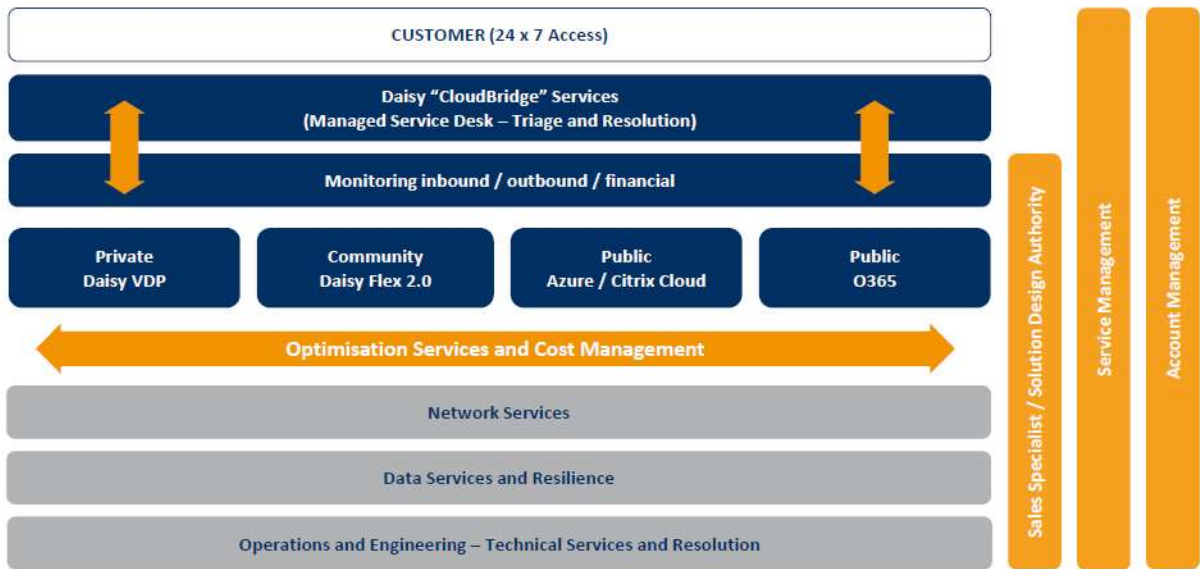 CUSTOMER (24 x 7 Access)
Daisy “CloudBridge” Services
(Managed Service Desk – Triage and Resolution)
Monitoring inbound / outbound / financial
Private
Daisy VDP
Community
Daisy Flex 2.0
Public
Azure / Citrix Cloud
Public
O365
Optimisation Services and Cost Management
Network Services
Data Services and Resilience
Operations and Engineering – Technical Services and Resolution
Sales Specialist / Solution Design Authority
Service Management
Account Management